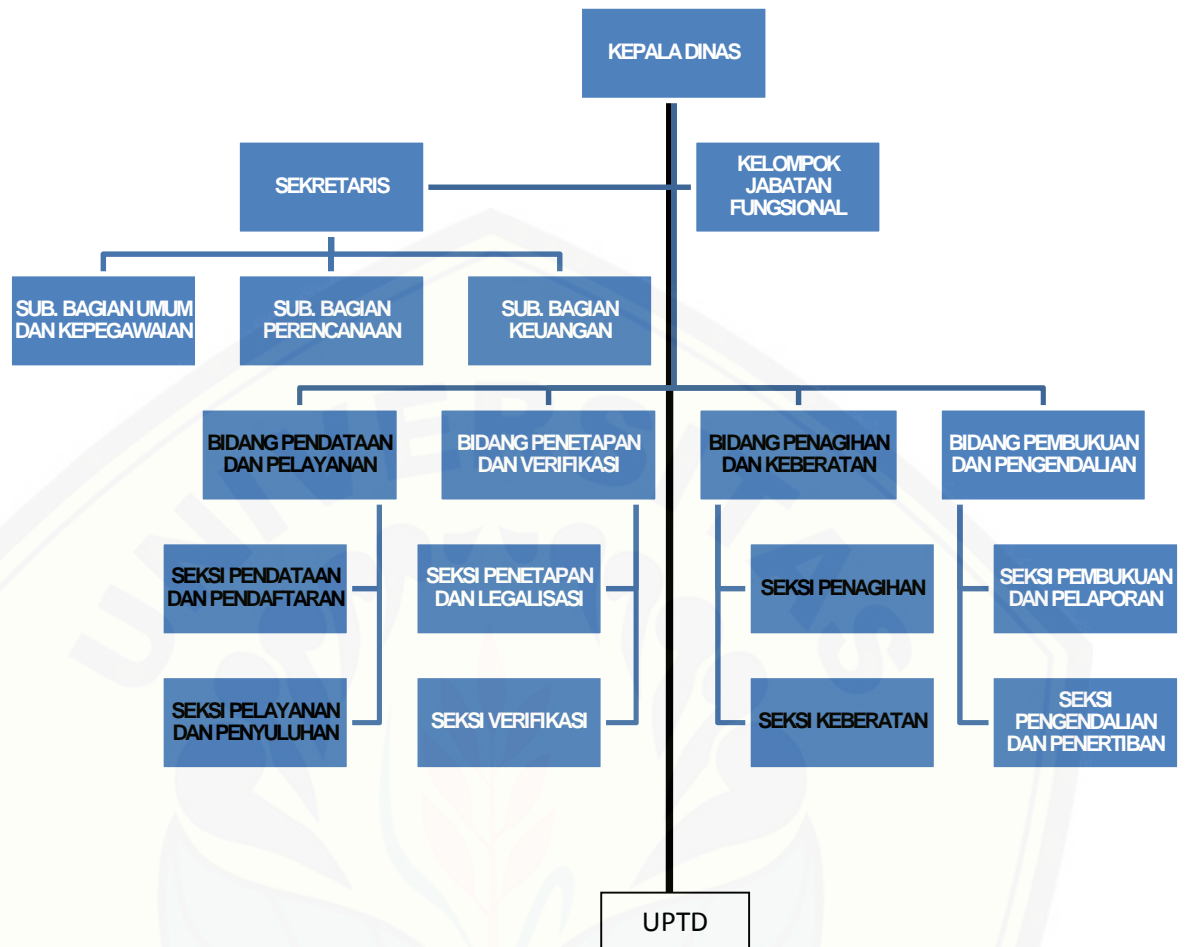 KEPALA DINAS
SEKRETARIS
KELOMPOK
JABATAN
FUNGSIONAL
SUB. BAGIAN UMUM
DAN KEPEGAWAIAN
SUB. BAGIAN
PERENCANAAN
SUB. BAGIAN
KEUANGAN
BIDANG PENDATAAN
DAN PELAYANAN
BIDANG PENETAPAN
DAN VERIFIKASI
BIDANG PENAGIHAN
DAN KEBERATAN
BIDANG PEMBUKUAN
DAN PENGENDALIAN
SEKSI PENDATAAN
DAN PENDAFTARAN
SEKSI PENETAPAN
DAN LEGALISASI
SEKSI PENAGIHAN
SEKSI PEMBUKUAN
DAN PELAPORAN
SEKSI PELAYANAN
DAN PENYULUHAN
SEKSI VERIFIKASI
SEKSI KEBERATAN
SEKSI
PENGENDALIAN
DAN PENERTIBAN
UPTD
UNIVERSITAS